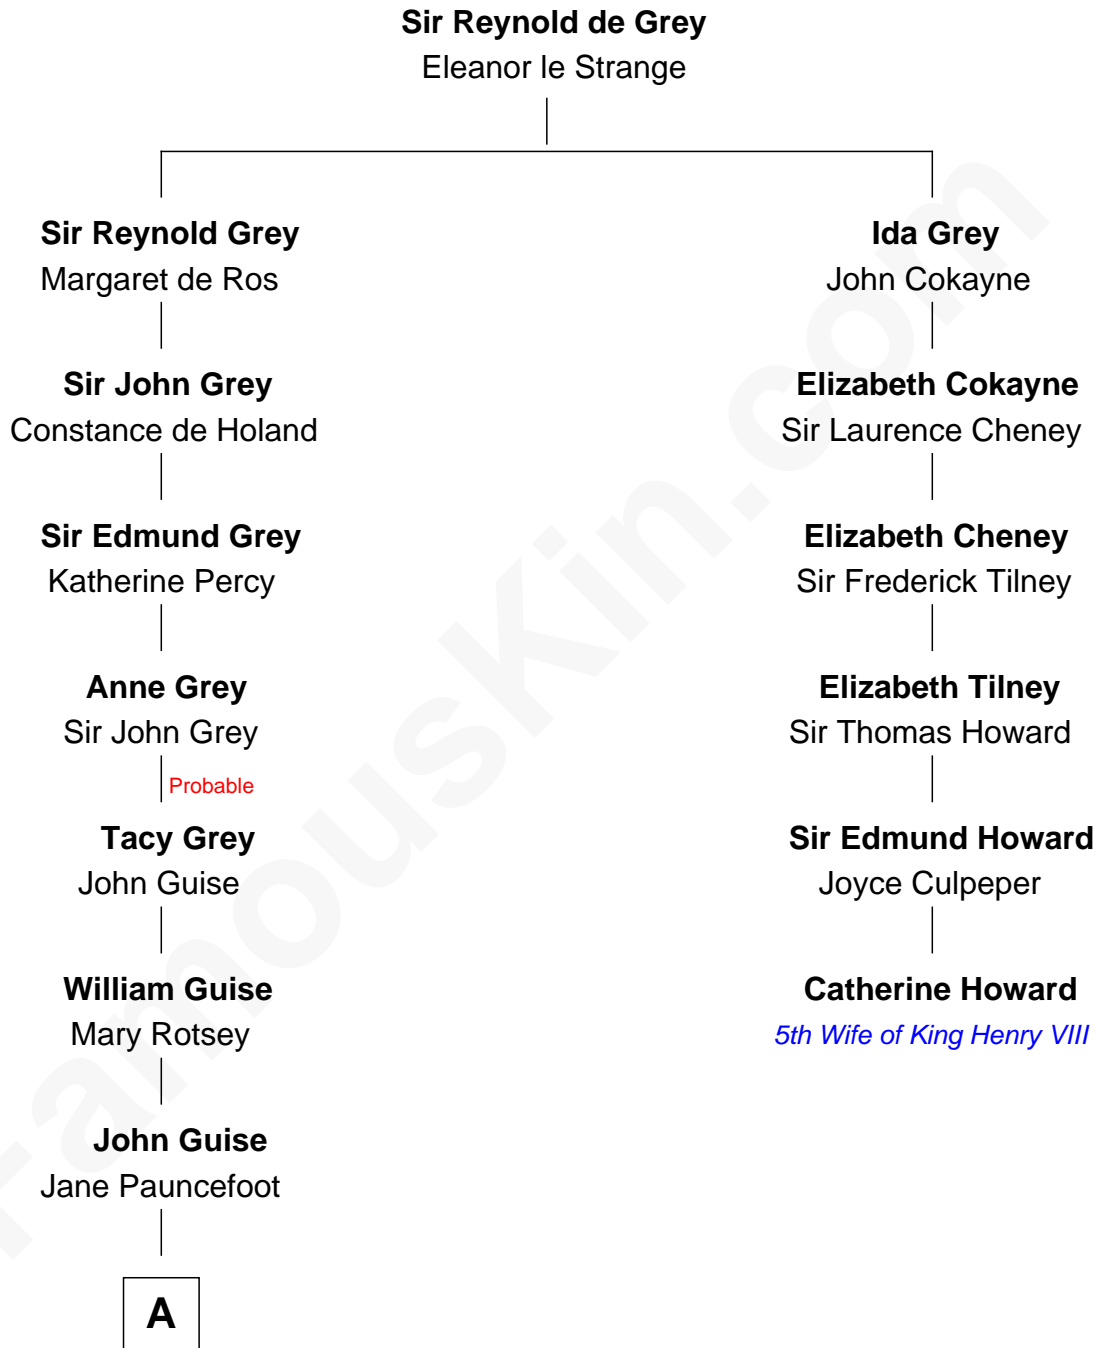 Sir Reynold de Grey
Eleanor le Strange
Sir Reynold Grey
Margaret de Ros
Ida Grey
John Cokayne
Sir John Grey
Constance de Holand
Elizabeth Cokayne
Sir Laurence Cheney
Sir Edmund Grey
Katherine Percy
Elizabeth Cheney
Sir Frederick Tilney
Anne Grey
Sir John Grey
Elizabeth Tilney
Sir Thomas Howard
Probable
Tacy Grey
John Guise
Sir Edmund Howard
Joyce Culpeper
William Guise
Mary Rotsey
Catherine Howard
5th Wife of King Henry VIII
John Guise
Jane Pauncefoot
A
FamousKin.com